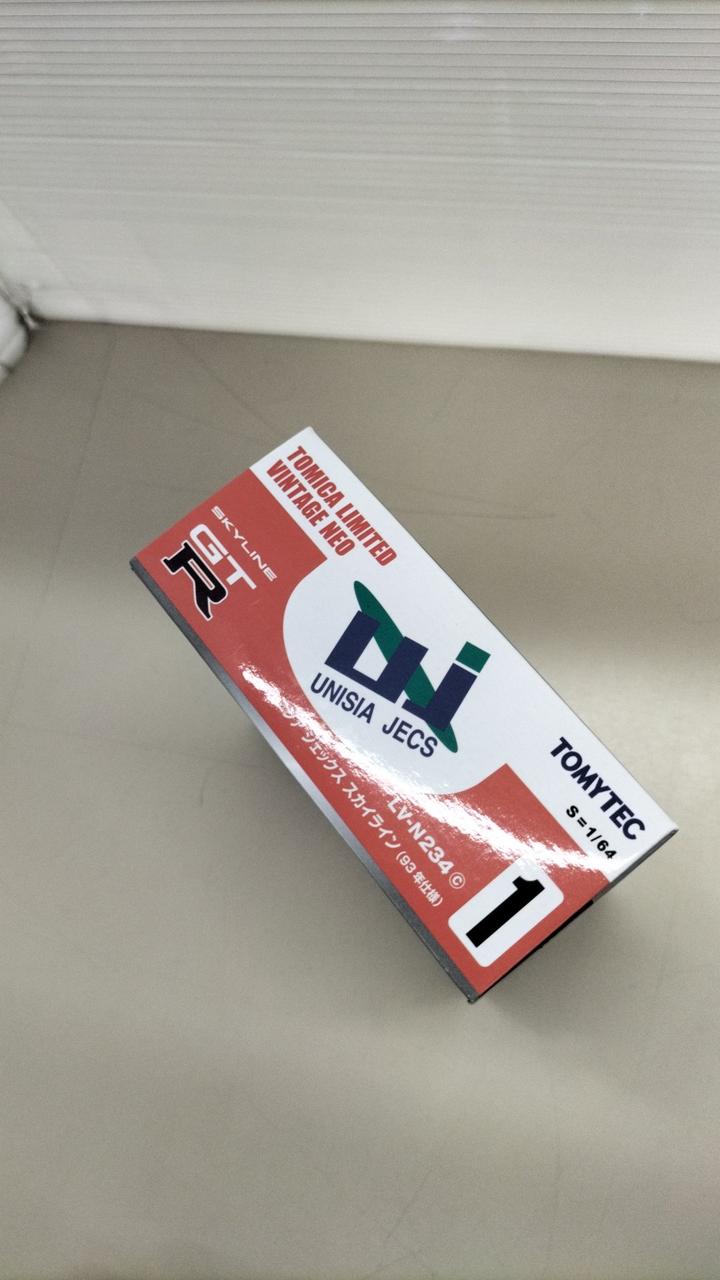 TOMICA LIMITED
VINTAGE NEO
SKYLINE
GT
R
UNISIA JECS
TOMYTEC
S=1/64
LV-N234 ©
ジェックス スカイライン (93年仕様)
1